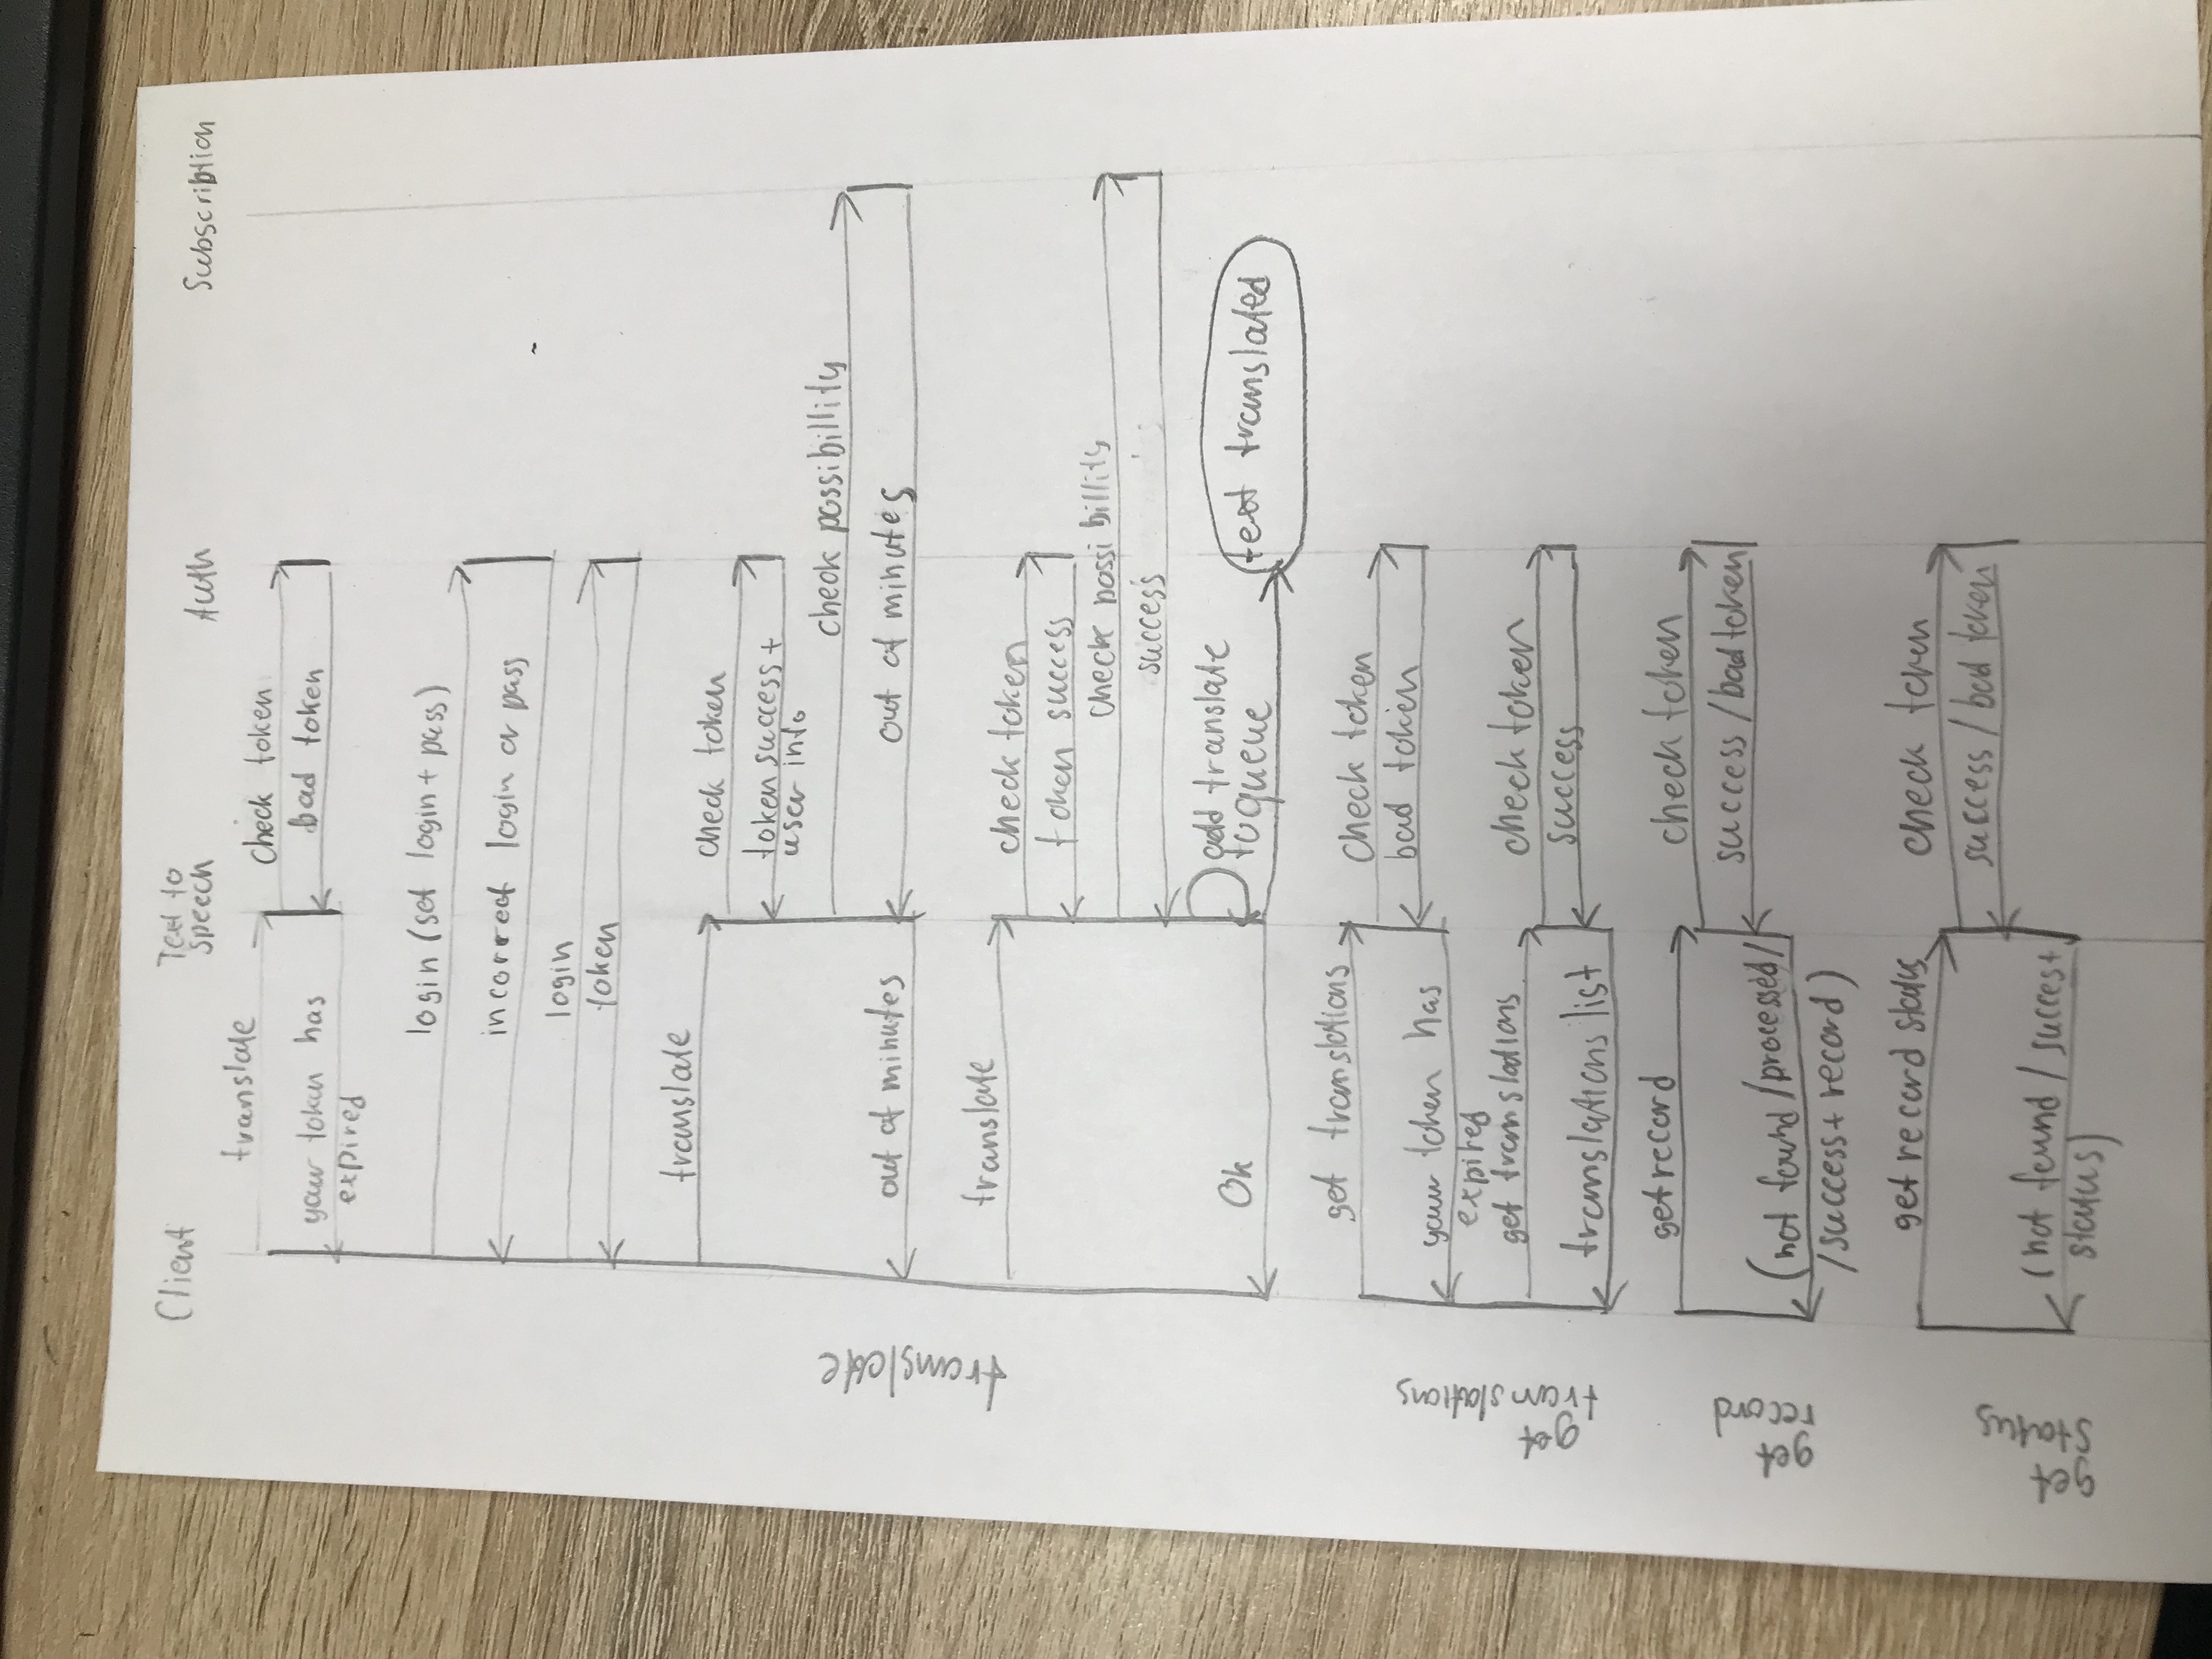 Client
Text to
Speech
Auth
Subscribtion
translate
check token
your token has
expired
bad token
login (set login + pass)
incorrect login or pass
login
token
translate
check token
token success +
user info
check possibillity
out of minutes
out of minutes
translate
translate
check token
token success
check possibillity
success
add translate
to queue
Ok
text translated
get translations
check token
bad token
your token has
expired
get
translations
get translations
check token
success
translations list
get record
check token
success / bad token
get
record
(not found / processed /
/ success + record)
get record status
check token
success / bad token
get
status
(not found / succes +
status)